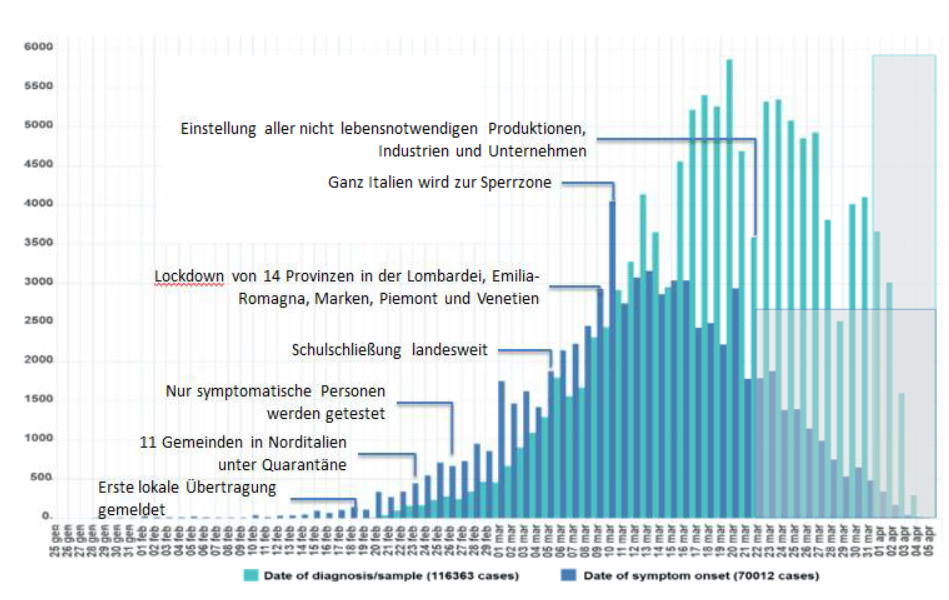 6000
5500
5000
4500
4000
3500
3000
2500
2000
1500
1000
500
0
Einstellung aller nicht lebensnotwendigen Produktionen,
Industrien und Unternehmen
Ganz Italien wird zur Sperrzone
Lockdown von 14 Provinzen in der Lombardei, Emilia-
Romagna, Marken, Piemont und Venetien
Schulschließung landesweit
Nur symptomatische Personen
werden getestet
11 Gemeinden in Norditalien
unter Quarantäne
Erste lokale Übertragung
gemeldet
25 gen
26 gen
27 gen
28 gen
29 gen
30 gen
31 gen
01 feb
02 feb
03 feb
04 feb
05 feb
06 feb
07 feb
08 feb
09 feb
10 feb
11 feb
12 feb
13 feb
14 feb
15 feb
16 feb
17 feb
18 feb
19 feb
20 feb
21 feb
22 feb
23 feb
24 feb
25 feb
26 feb
27 feb
28 feb
29 feb
01 mar
02 mar
03 mar
04 mar
05 mar
06 mar
07 mar
08 mar
09 mar
10 mar
11 mar
12 mar
13 mar
14 mar
15 mar
16 mar
17 mar
18 mar
19 mar
20 mar
21 mar
22 mar
23 mar
24 mar
25 mar
26 mar
27 mar
28 mar
29 mar
30 mar
31 mar
01 apr
02 apr
03 apr
04 apr
05 apr
Date of diagnosis/sample (116363 cases)
Date of symptom onset (70012 cases)